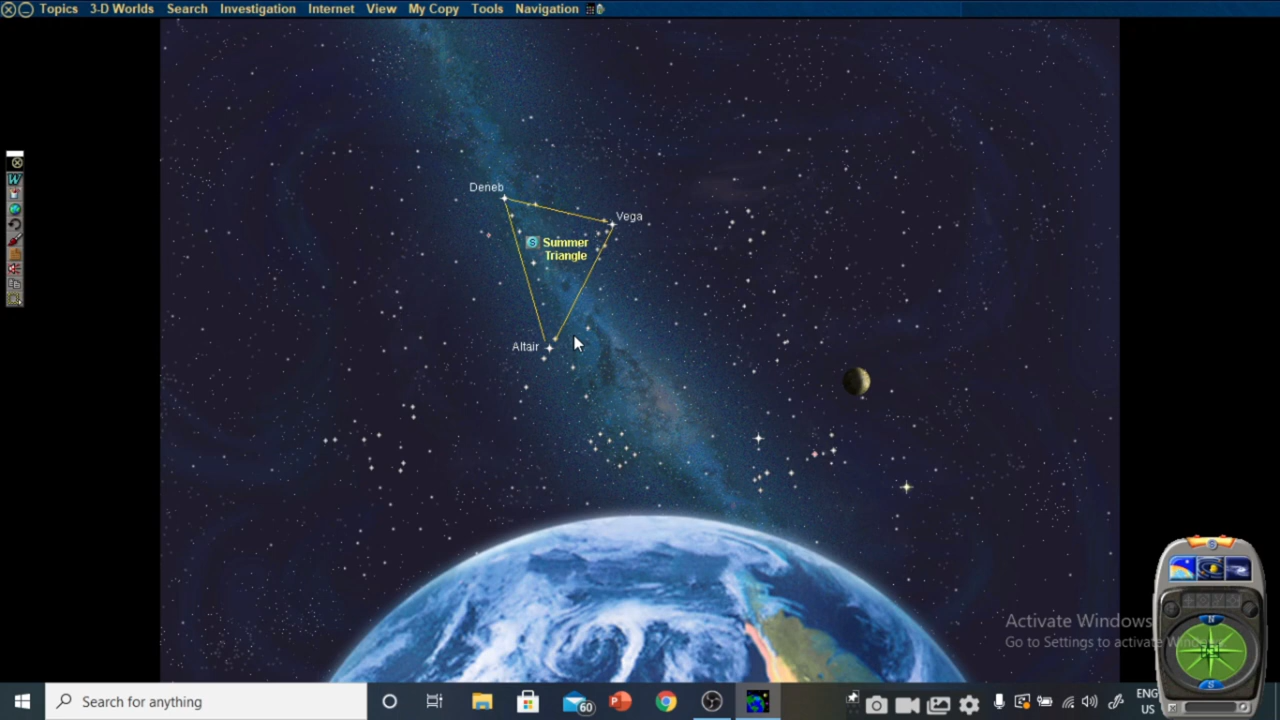 Topics 3-D Worlds Search Investigation Internet View My Copy Tools Navigation
W
Deneb
Vega
S Summer
Triangle
Altair
S
N
S
Activate Windows
Go to Settings to activate
Search for anything
60
P
ENG
US